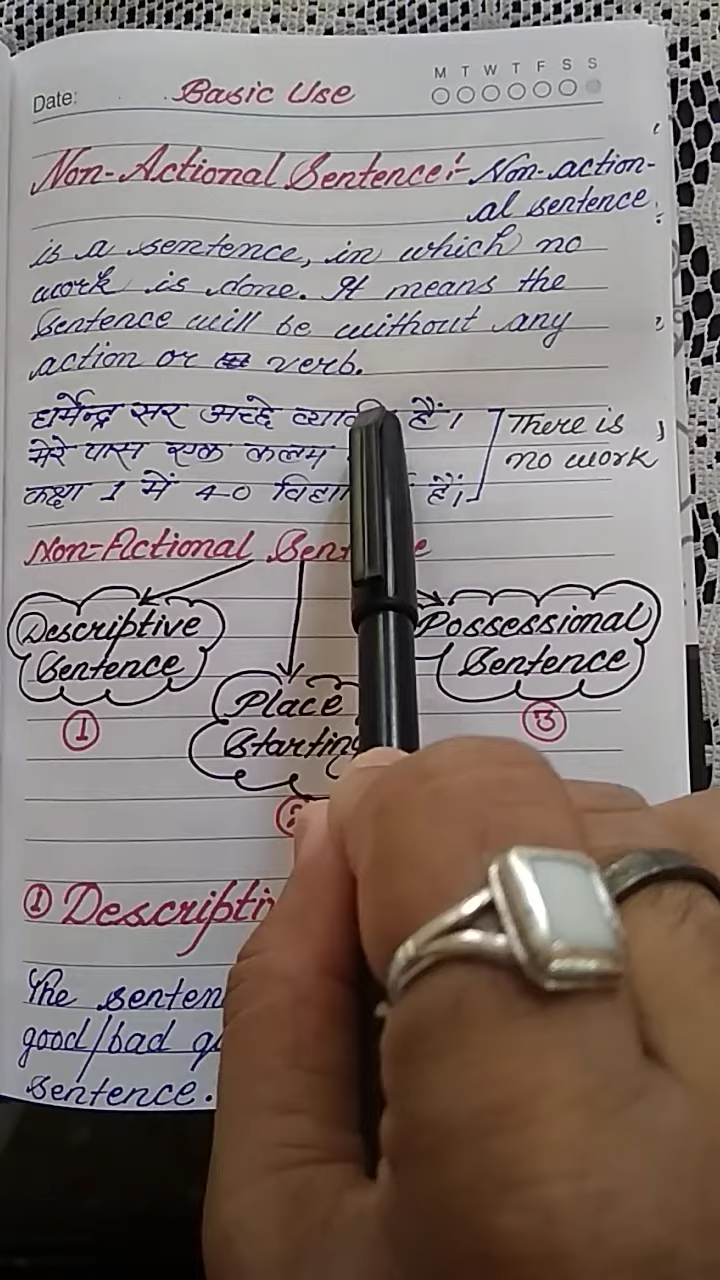 M T W T F S S
Date: Basic Use
Non-Actional Sentence:- Non-action-
al sentence
is a sentence, in which no
work is done. It means the
sentence will be without any
action or verb.
धर्मेन्द्र सर अच्छे हैं। There is
मेरे पास एक कलम no work
कक्षा 1 में 40 हैं।
Non-Actional
Descriptive Possessional
Sentence Sentence
Place
Starting
① ③
① 
The
good/bad
sentence.